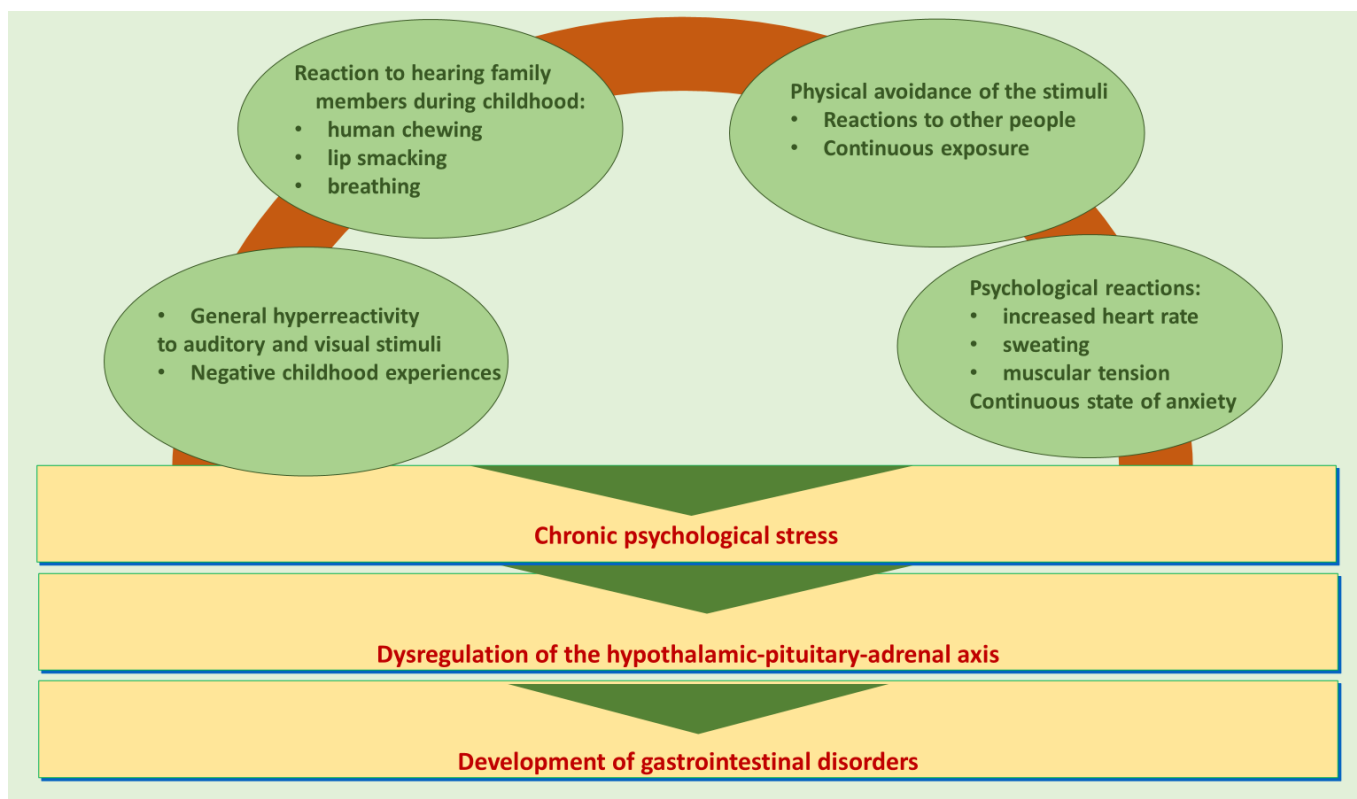 Reaction to hearing family
members during childhood:
• human chewing
• lip smacking
• breathing
Physical avoidance of the stimuli
• Reactions to other people
• Continuous exposure
• General hyperreactivity
to auditory and visual stimuli
• Negative childhood experiences
Psychological reactions:
• increased heart rate
• sweating
• muscular tension
Continuous state of anxiety
Chronic psychological stress
Dysregulation of the hypothalamic-pituitary-adrenal axis
Development of gastrointestinal disorders